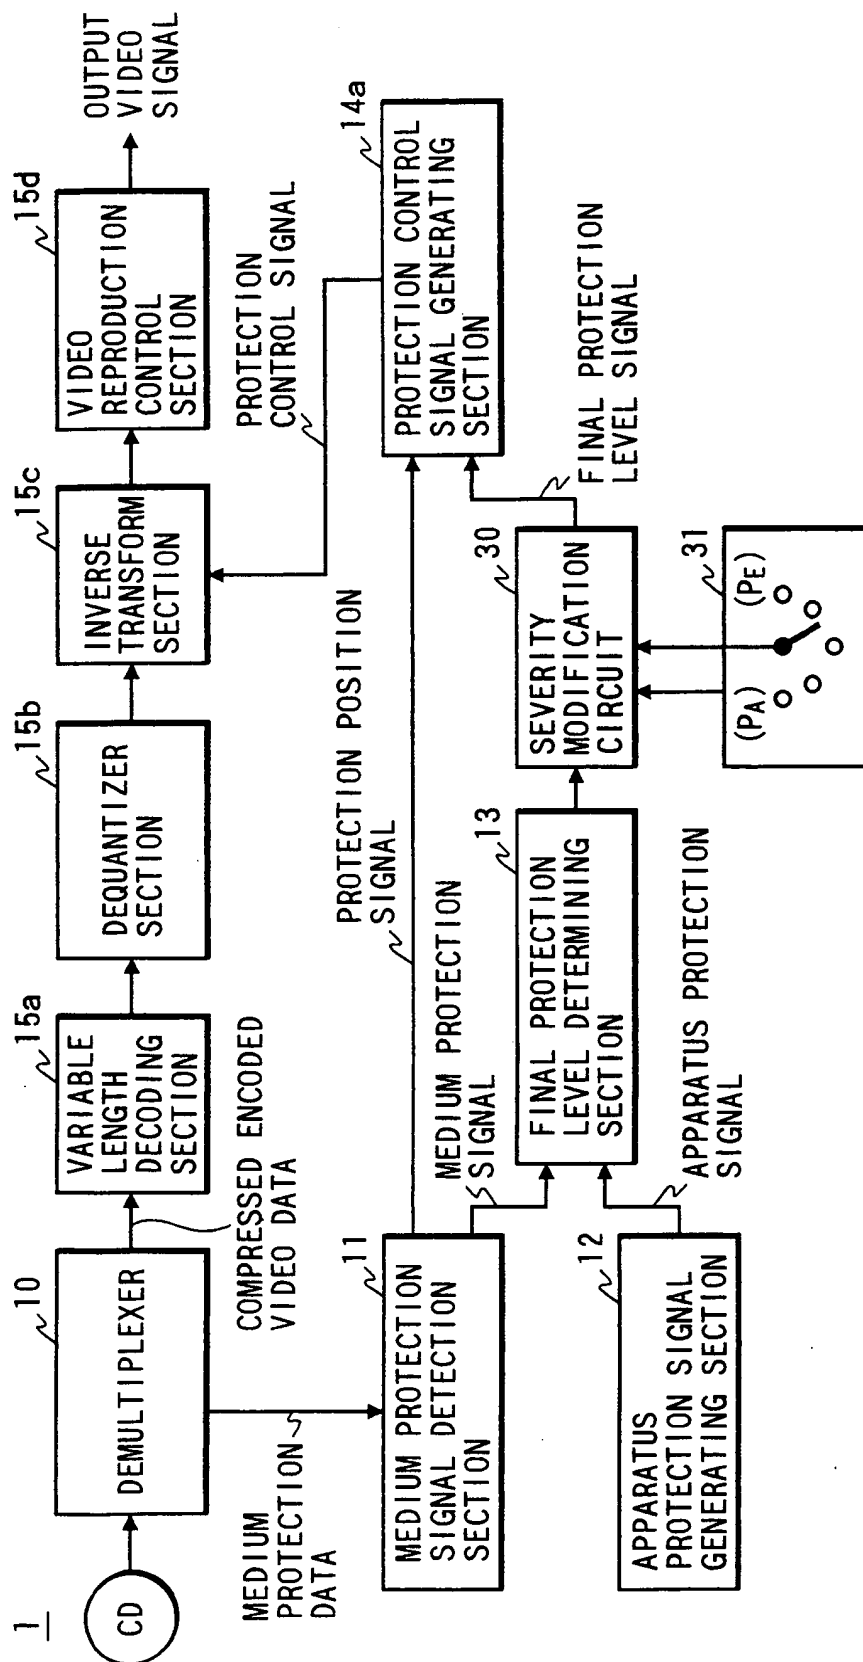 1
CD
10
DEMULTIPLEXER
COMPRESSED ENCODED
VIDEO DATA
15a
VARIABLE
LENGTH
DECODING
SECTION
15b
DEQUANTIZER
SECTION
15c
INVERSE
TRANSFORM
SECTION
15d
VIDEO
REPRODUCTION
CONTROL
SECTION
OUTPUT
VIDEO
SIGNAL
MEDIUM
PROTECTION
DATA
PROTECTION
CONTROL SIGNAL
11
MEDIUM PROTECTION
SIGNAL DETECTION
SECTION
PROTECTION POSITION
SIGNAL
14a
PROTECTION CONTROL
SIGNAL GENERATING
SECTION
MEDIUM PROTECTION
SIGNAL
13
FINAL PROTECTION
LEVEL DETERMINING
SECTION
30
SEVERITY
MODIFICATION
CIRCUIT
FINAL PROTECTION
LEVEL SIGNAL
12
APPARATUS
PROTECTION SIGNAL
GENERATING SECTION
APPARATUS PROTECTION
SIGNAL
31
(PA)
(PE)